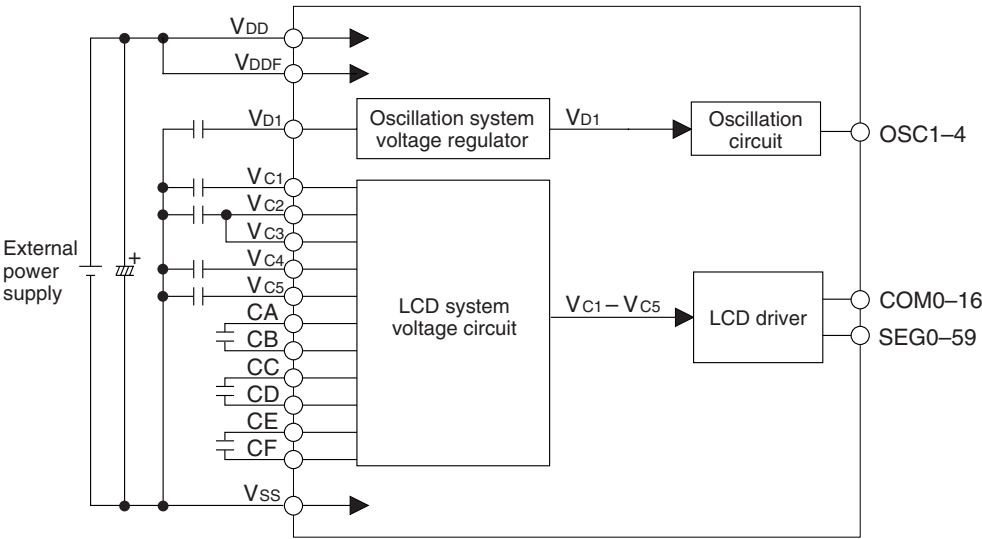 VDD
VDDF
VD1
Oscillation system
voltage regulator
VD1
Oscillation
circuit
OSC1–4
VC1
VC2
VC3
VC4
VC5
External
power
supply
+
CA
CB
CC
CD
CE
CF
LCD system
voltage circuit
VC1–VC5
LCD driver
COM0–16
SEG0–59
VSS